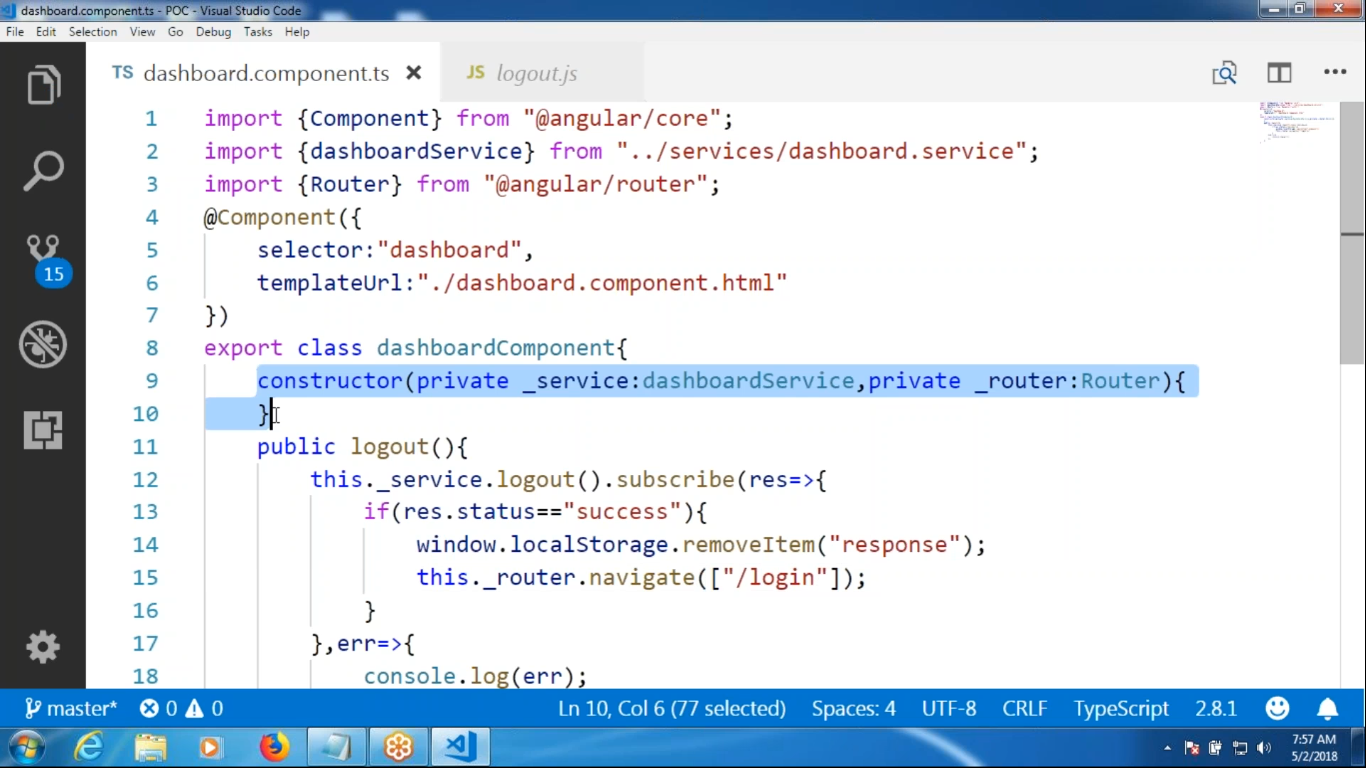 dashboard.component.ts - POC - Visual Studio Code
File Edit Selection View Go Debug Tasks Help
TS dashboard.component.ts JS logout.js
1 import {Component} from "@angular/core";
2 import {dashboardService} from "../services/dashboard.service";
3 import {Router} from "@angular/router";
4 @Component({
5 selector:"dashboard",
6 templateUrl:"./dashboard.component.html"
7 })
8 export class dashboardComponent{
9 constructor(private _service:dashboardService,private _router:Router){
10 }
11 public logout(){
12 this._service.logout().subscribe(res=>{
13 if(res.status=="success"){
14 window.localStorage.removeItem("response");
15 this._router.navigate(["/login"]);
16 }
17 },err=>{
18 console.log(err);
15
master* 0 0 Ln 10, Col 6 (77 selected) Spaces: 4 UTF-8 CRLF TypeScript 2.8.1
7:57 AM
5/2/2018